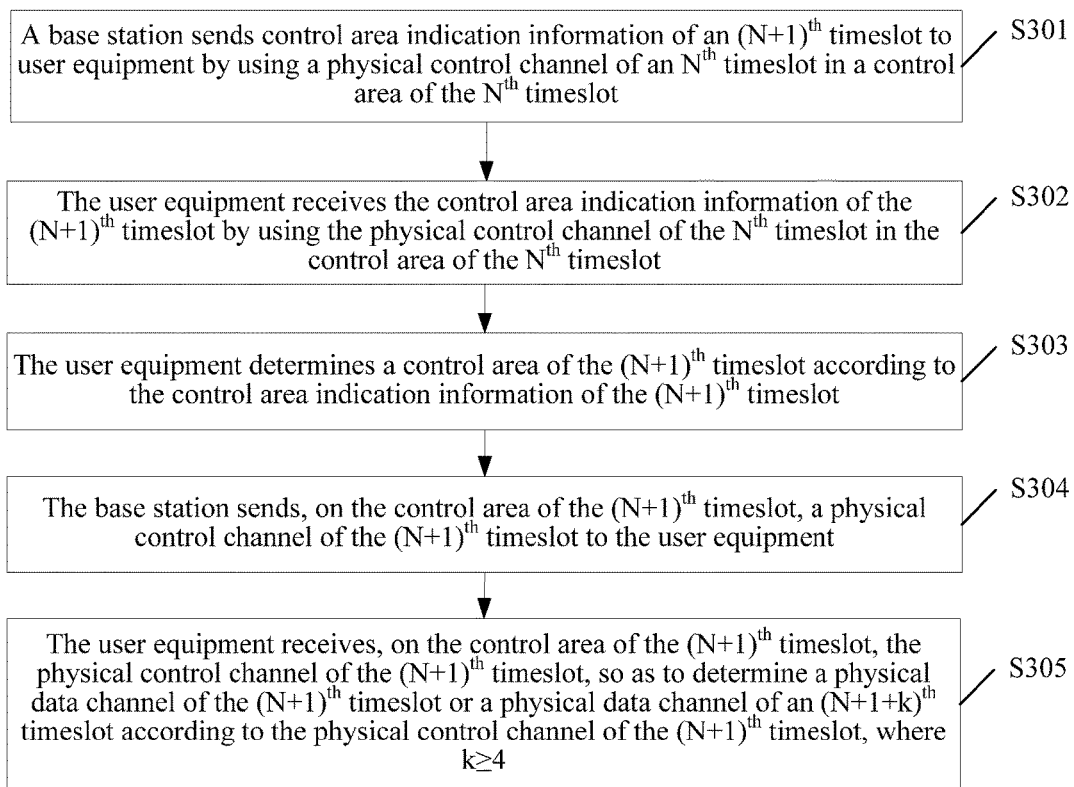 A base station sends control area indication information of an (N+1)th timeslot to
user equipment by using a physical control channel of an Nth timeslot in a control
area of the Nth timeslot
S301
The user equipment receives the control area indication information of the
(N+1)th timeslot by using the physical control channel of the Nth timeslot in the
control area of the Nth timeslot
S302
The user equipment determines a control area of the (N+1)th timeslot according to
the control area indication information of the (N+1)th timeslot
S303
The base station sends, on the control area of the (N+1)th timeslot, a physical
control channel of the (N+1)th timeslot to the user equipment
S304
The user equipment receives, on the control area of the (N+1)th timeslot, the
physical control channel of the (N+1)th timeslot, so as to determine a physical
data channel of the (N+1)th timeslot or a physical data channel of an (N+1+k)th
timeslot according to the physical control channel of the (N+1)th timeslot, where
k≥4
S305